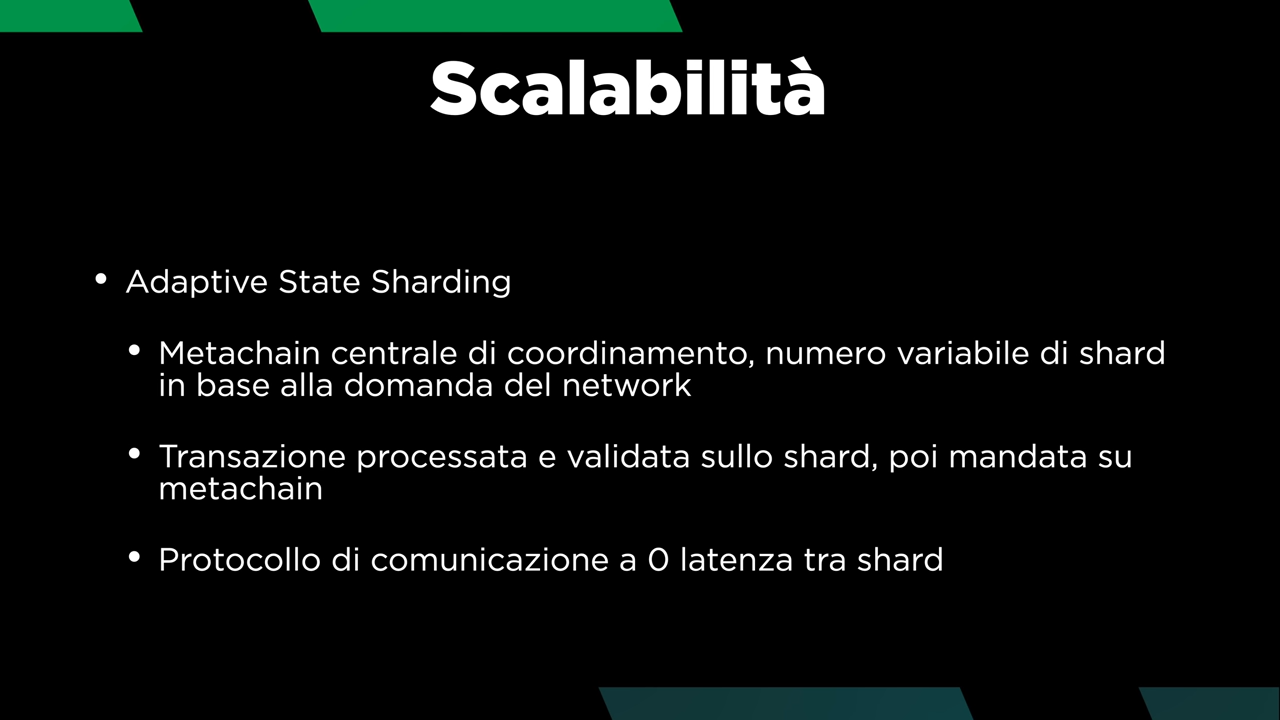 Scalabilità
• Adaptive State Sharding
• Metachain centrale di coordinamento, numero variabile di shard
in base alla domanda del network
• Transazione processata e validata sullo shard, poi mandata su
metachain
• Protocollo di comunicazione a 0 latenza tra shard